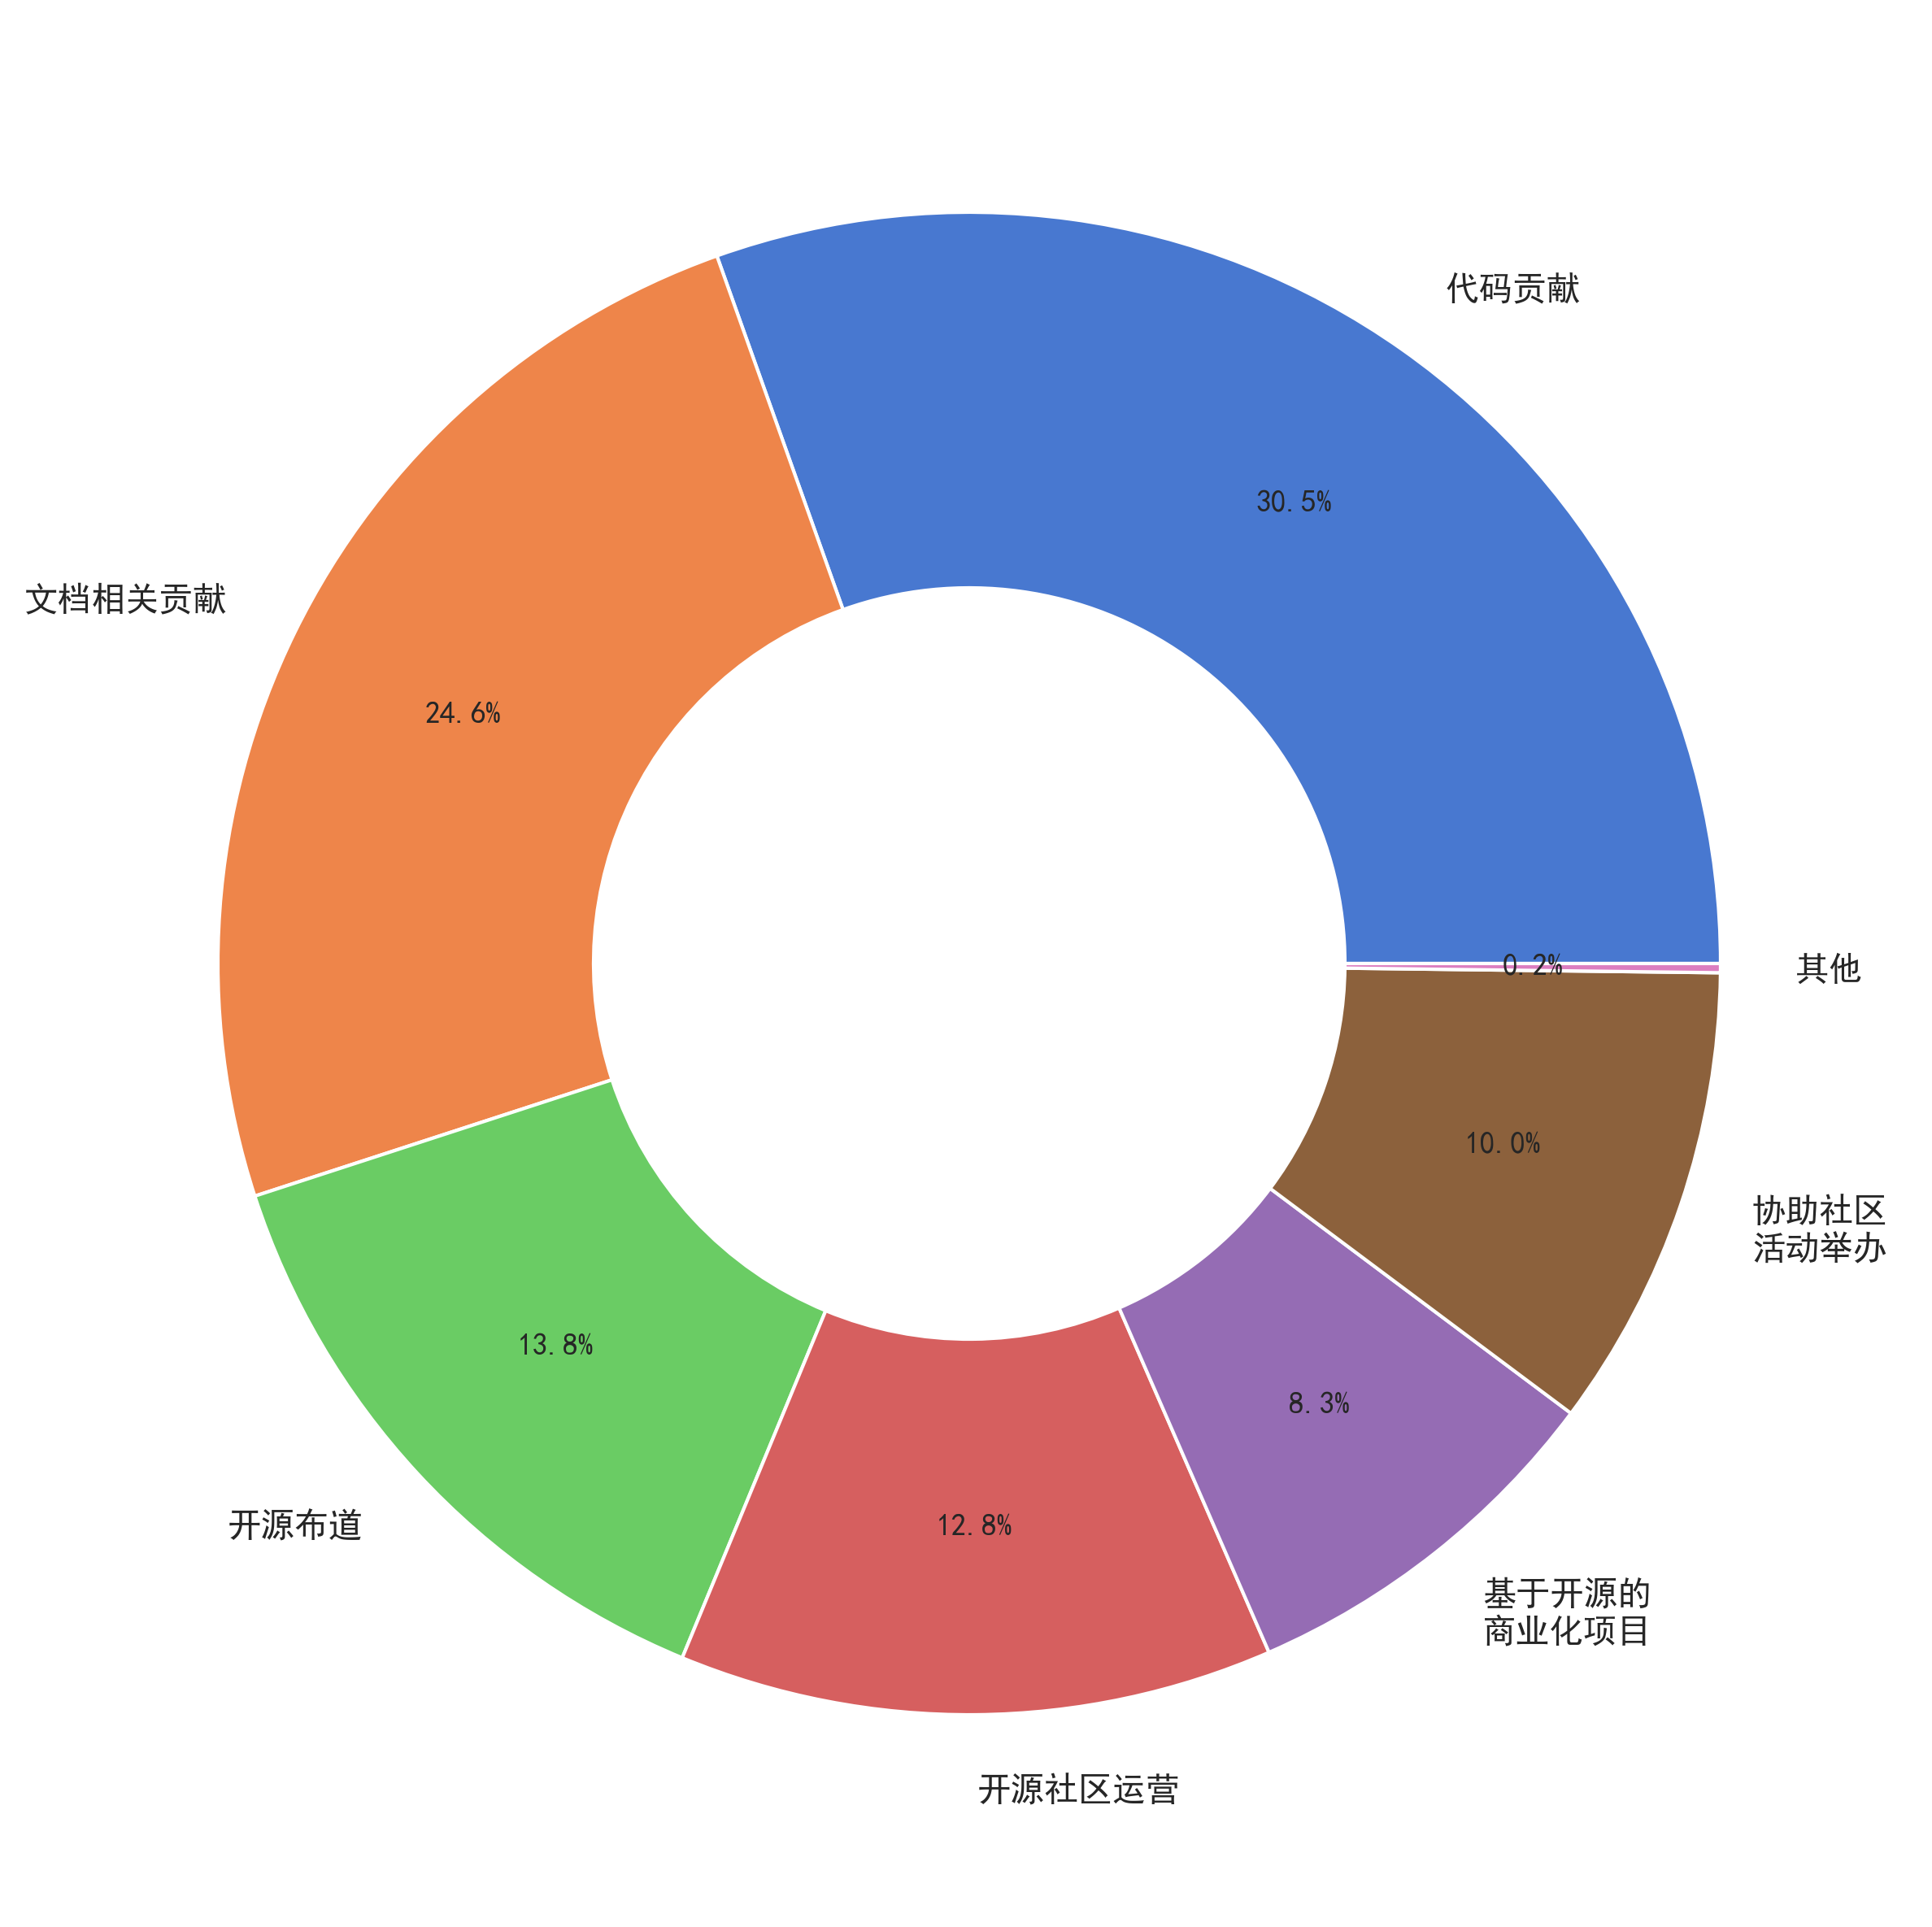 代码贡献
30.5%
文档相关贡献
24.6%
0.2%
其他
10.0%
协助社区
活动举办
13.8%
8.3%
开源布道
12.8%
基于开源的
商业化项目
开源社区运营